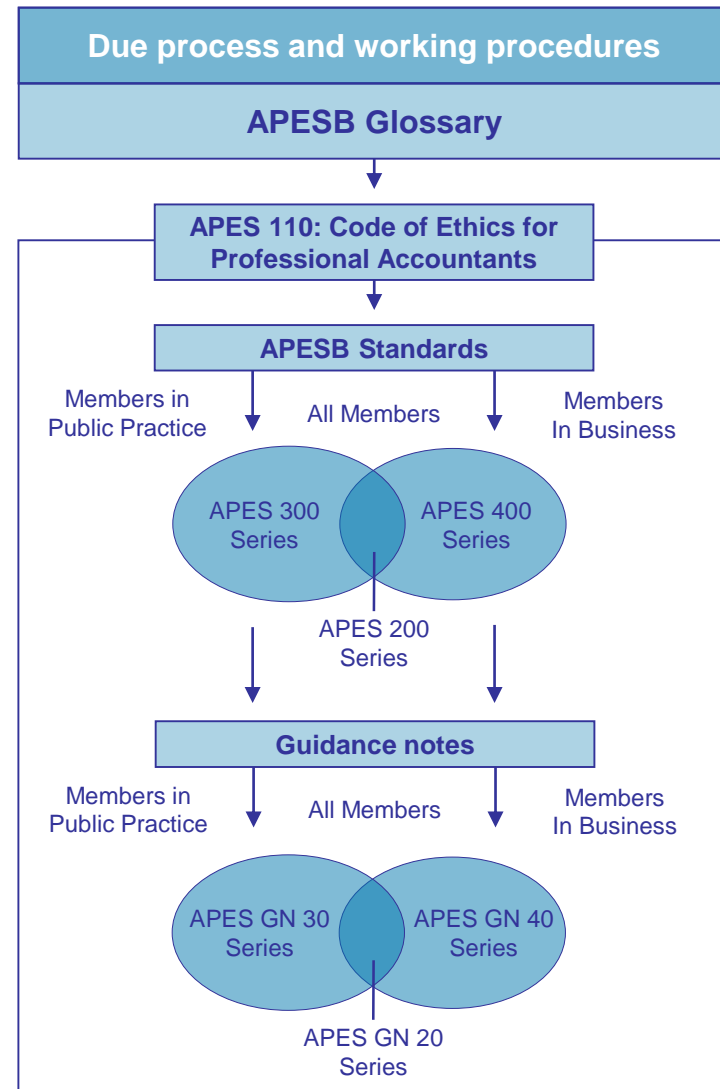 Due process and working procedures
APESB Glossary
APES 110: Code of Ethics for
Professional Accountants
APESB Standards
Members in
Public Practice
All Members
Members
In Business
APES 300
Series
APES 400
Series
APES 200
Series
Guidance notes
Members in
Public Practice
All Members
Members
In Business
APES GN 30
Series
APES GN 40
Series
APES GN 20
Series